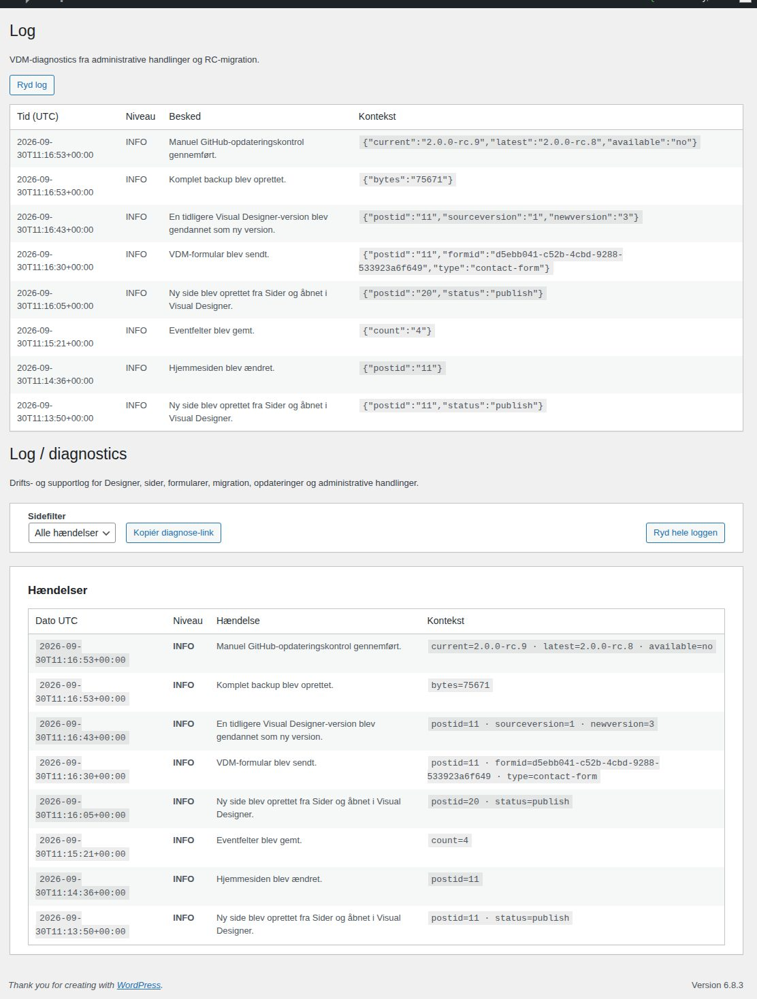 Log
VDM-diagnostics fra administrative handlinger og RC-migration.
Ryd log
Tid (UTC) Niveau Besked Kontekst
2026-09- INFO Manuel GitHub-opdateringskontrol {"current":"2.0.0-rc.9","latest":"2.0.0-rc.8","available":"no"}
30T11:16:53+00:00 gennemført.
2026-09- INFO Komplet backup blev oprettet. {"bytes":"75671"}
30T11:16:53+00:00
2026-09- INFO En tidligere Visual Designer-version blev {"postid":"11","sourceversion":"1","newversion":"3"}
30T11:16:43+00:00 gendannet som ny version.
2026-09- INFO VDM-formular blev sendt. {"postid":"11","formid":"d5ebb041-c52b-4cbd-9288-
30T11:16:30+00:00 533923a6f649","type":"contact-form"}
2026-09- INFO Ny side blev oprettet fra Sider og åbnet i {"postid":"20","status":"publish"}
30T11:16:05+00:00 Visual Designer.
2026-09- INFO Eventfelter blev gemt. {"count":"4"}
30T11:15:21+00:00
2026-09- INFO Hjemmesiden blev ændret. {"postid":"11"}
30T11:14:36+00:00
2026-09- INFO Ny side blev oprettet fra Sider og åbnet i {"postid":"11","status":"publish"}
30T11:13:50+00:00 Visual Designer.
Log / diagnostics
Drifts- og supportlog for Designer, sider, formularer, migration, opdateringer og administrative handlinger.
Sidefilter
Alle hændelser Kopiér diagnose-link Ryd hele loggen
Hændelser
Dato UTC Niveau Hændelse Kontekst
2026-09- INFO Manuel GitHub-opdateringskontrol gennemført. current=2.0.0-rc.9 · latest=2.0.0-rc.8 · available=no
30T11:16:53+00:00
2026-09- INFO Komplet backup blev oprettet. bytes=75671
30T11:16:53+00:00
2026-09- INFO En tidligere Visual Designer-version blev postid=11 · sourceversion=1 · newversion=3
30T11:16:43+00:00 gendannet som ny version.
2026-09- INFO VDM-formular blev sendt. postid=11 · formid=d5ebb041-c52b-4cbd-9288-
30T11:16:30+00:00 533923a6f649 · type=contact-form
2026-09- INFO Ny side blev oprettet fra Sider og åbnet i Visual postid=20 · status=publish
30T11:16:05+00:00 Designer.
2026-09- INFO Eventfelter blev gemt. count=4
30T11:15:21+00:00
2026-09- INFO Hjemmesiden blev ændret. postid=11
30T11:14:36+00:00
2026-09- INFO Ny side blev oprettet fra Sider og åbnet i Visual postid=11 · status=publish
30T11:13:50+00:00 Designer.
Thank you for creating with WordPress. Version 6.8.3